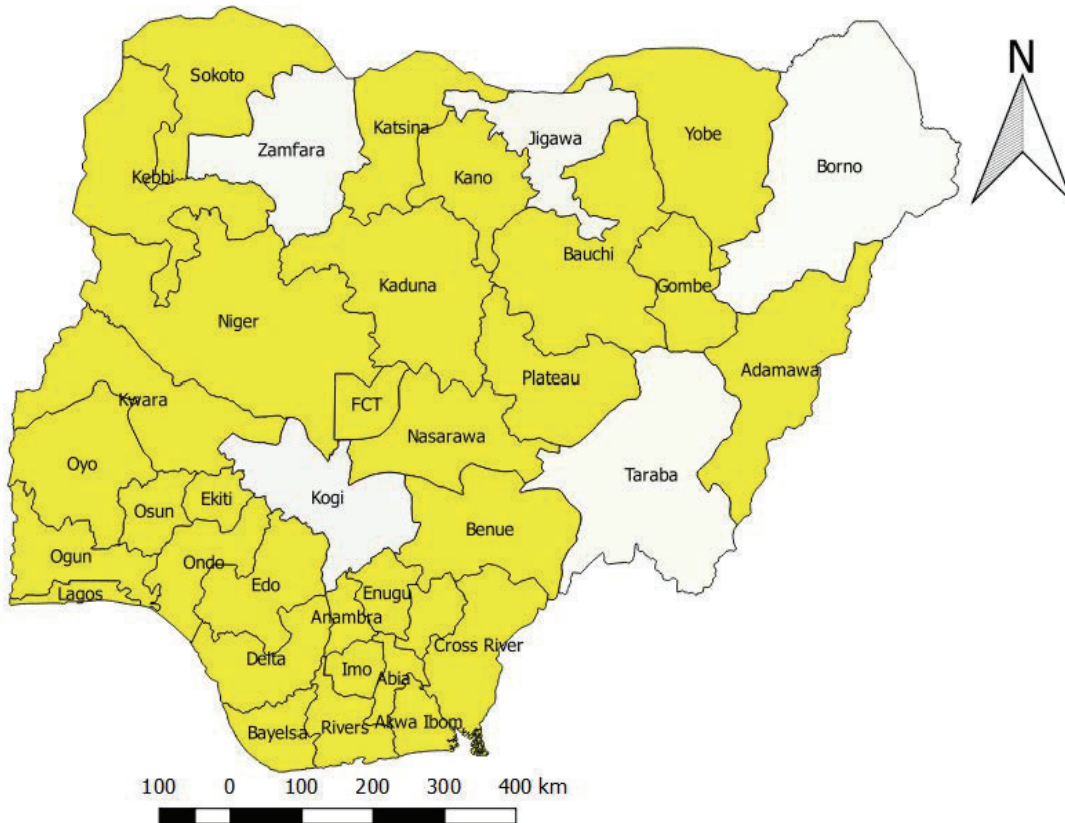 N
Sokoto
Zamfara
Katsina
Jigawa
Yobe
Borno
Kebbi
Kano
Bauchi
Gombe
Kaduna
Niger
Adamawa
Plateau
FCT
Kwara
Nasarawa
Oyo
Taraba
Osun
Ekiti
Kogi
Benue
Ogun
Ondo
Edo
Lagos
Enugu
Anambra
Cross River
Delta
Imo
Abia
Bayelsa
Rivers
Akwa Ibom
100 0 100 200 300 400 km